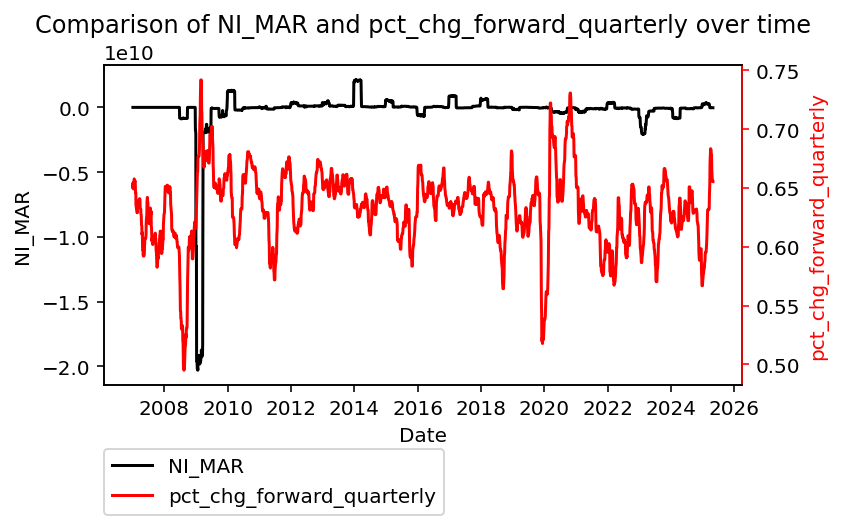 Comparison of NI_MAR and pct_chg_forward_quarterly over time
1e10
0.0
−0.5
−1.0
−1.5
−2.0
NI_MAR
0.75
0.70
0.65
0.60
0.55
0.50
pct_chg_forward_quarterly
2008 2010 2012 2014 2016 2018 2020 2022 2024 2026
Date
NI_MAR
pct_chg_forward_quarterly